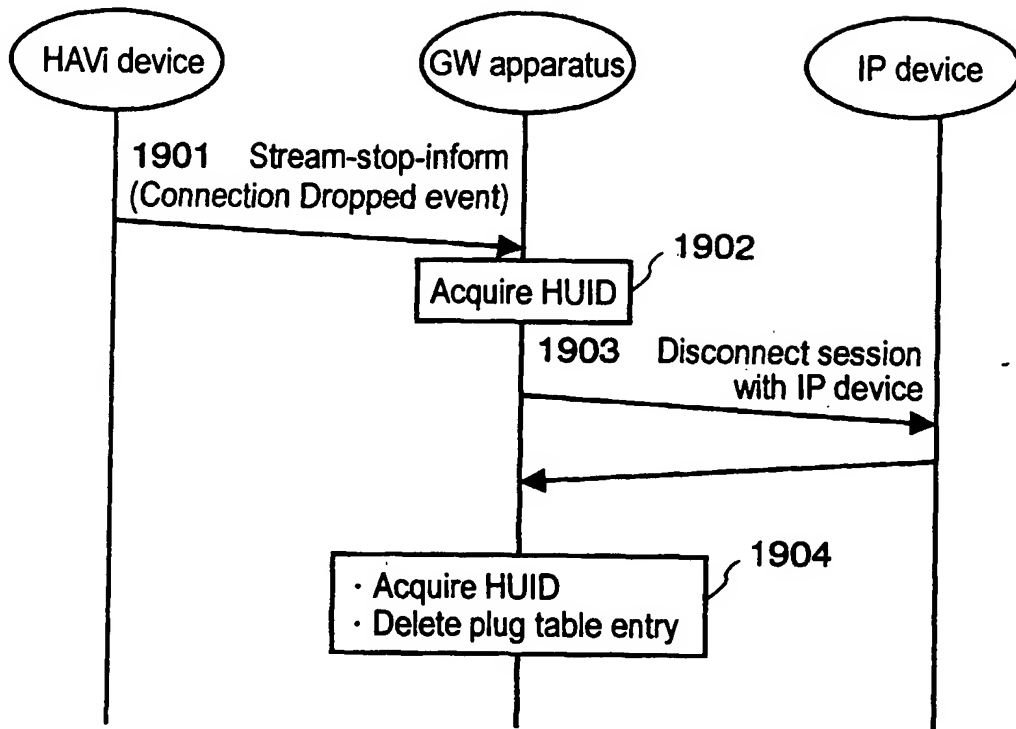 HAVi device
GW apparatus
IP device
1901 Stream-stop-inform
(Connection Dropped event)
1902
Acquire HUID
1903 Disconnect session
with IP device
1904
· Acquire HUID
· Delete plug table entry